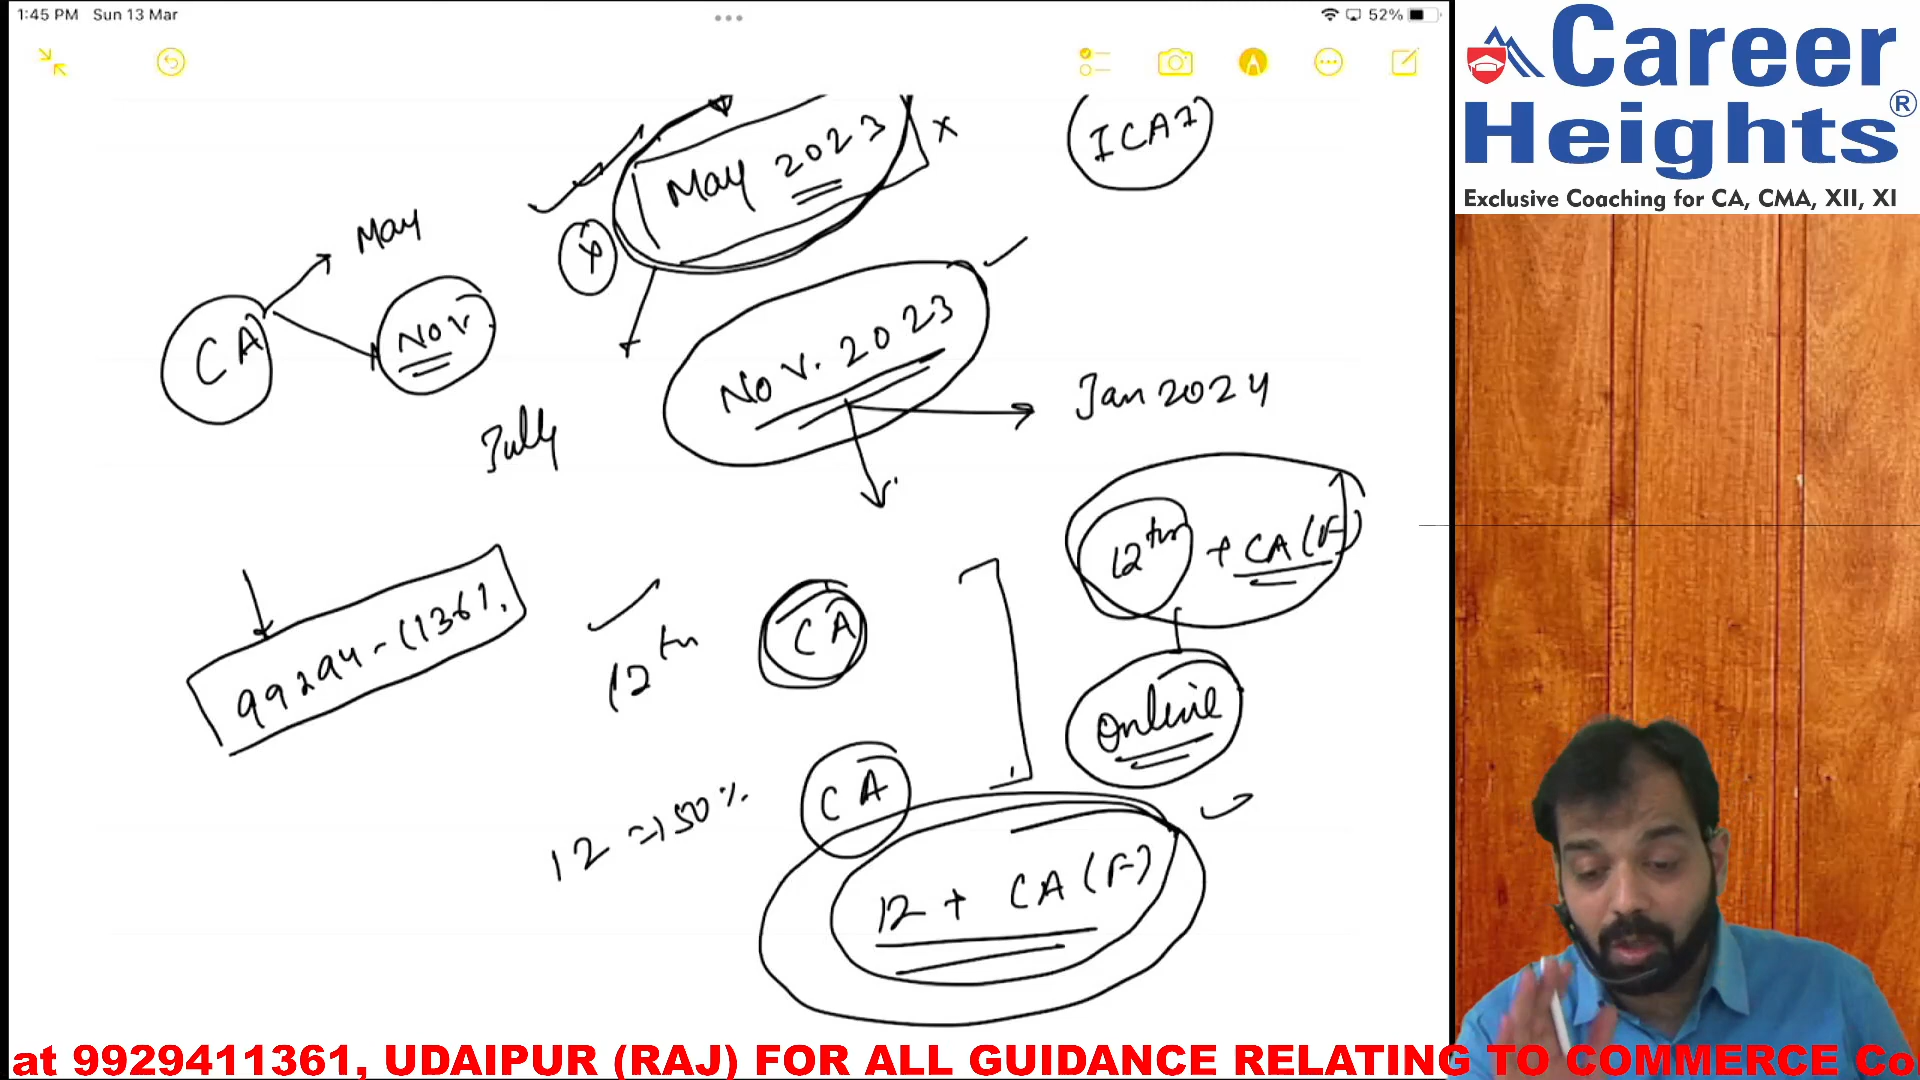 1:45 PM Sun 13 Mar
52%
Career
Heights®
Exclusive Coaching for CA, CMA, XII, XI
May 2023
x
ICAI
May
CA
Nov
Nov. 2023
Jan 2024
July
12th + CA (F)
99294-11361.
12th
CA
Online
12 => 50%
CA
12 + CA (F)
at 9929411361, UDAIPUR (RAJ) FOR ALL GUIDANCE RELATING TO COMMERCE Co